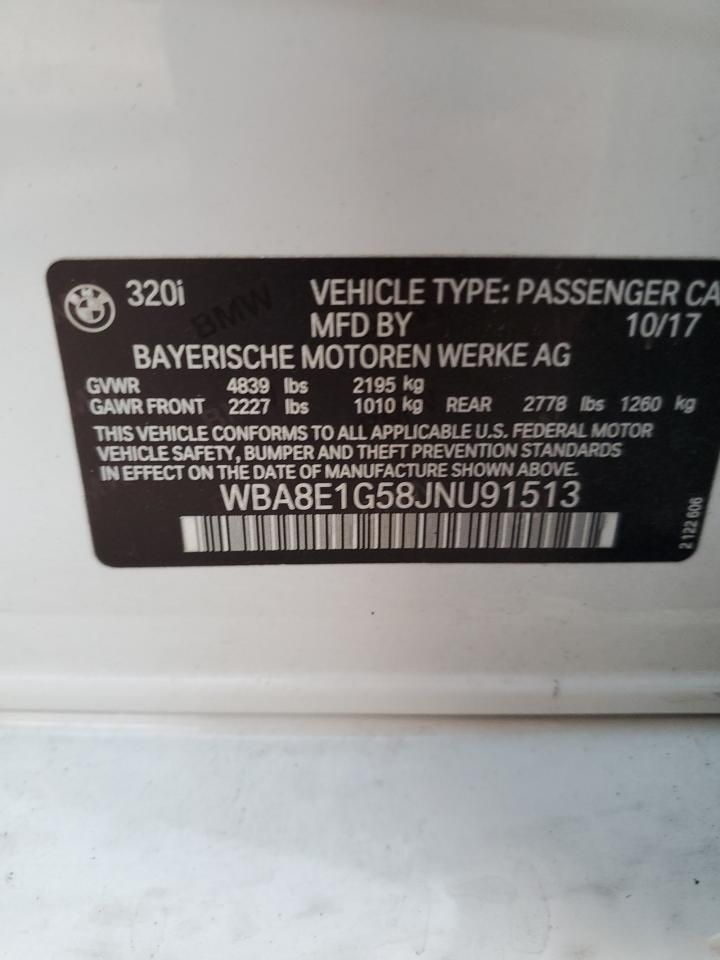 320i VEHICLE TYPE: PASSENGER CA
MFD BY 10/17
BAYERISCHE MOTOREN WERKE AG
GVWR 4839 lbs 2195 kg
GAWR FRONT 2227 lbs 1010 kg REAR 2778 lbs 1260 kg
THIS VEHICLE CONFORMS TO ALL APPLICABLE U.S. FEDERAL MOTOR
VEHICLE SAFETY, BUMPER AND THEFT PREVENTION STANDARDS
IN EFFECT ON THE DATE OF MANUFACTURE SHOWN ABOVE.
WBA8E1G58JNU91513
2 122 606
BMW